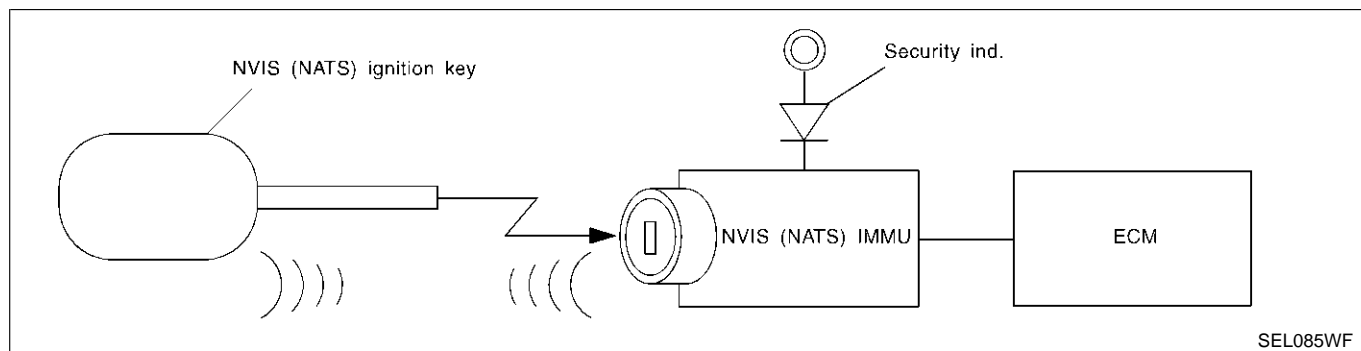 NVIS (NATS) ignition key
Security ind.
NVIS (NATS) IMMU
ECM
SEL085WF